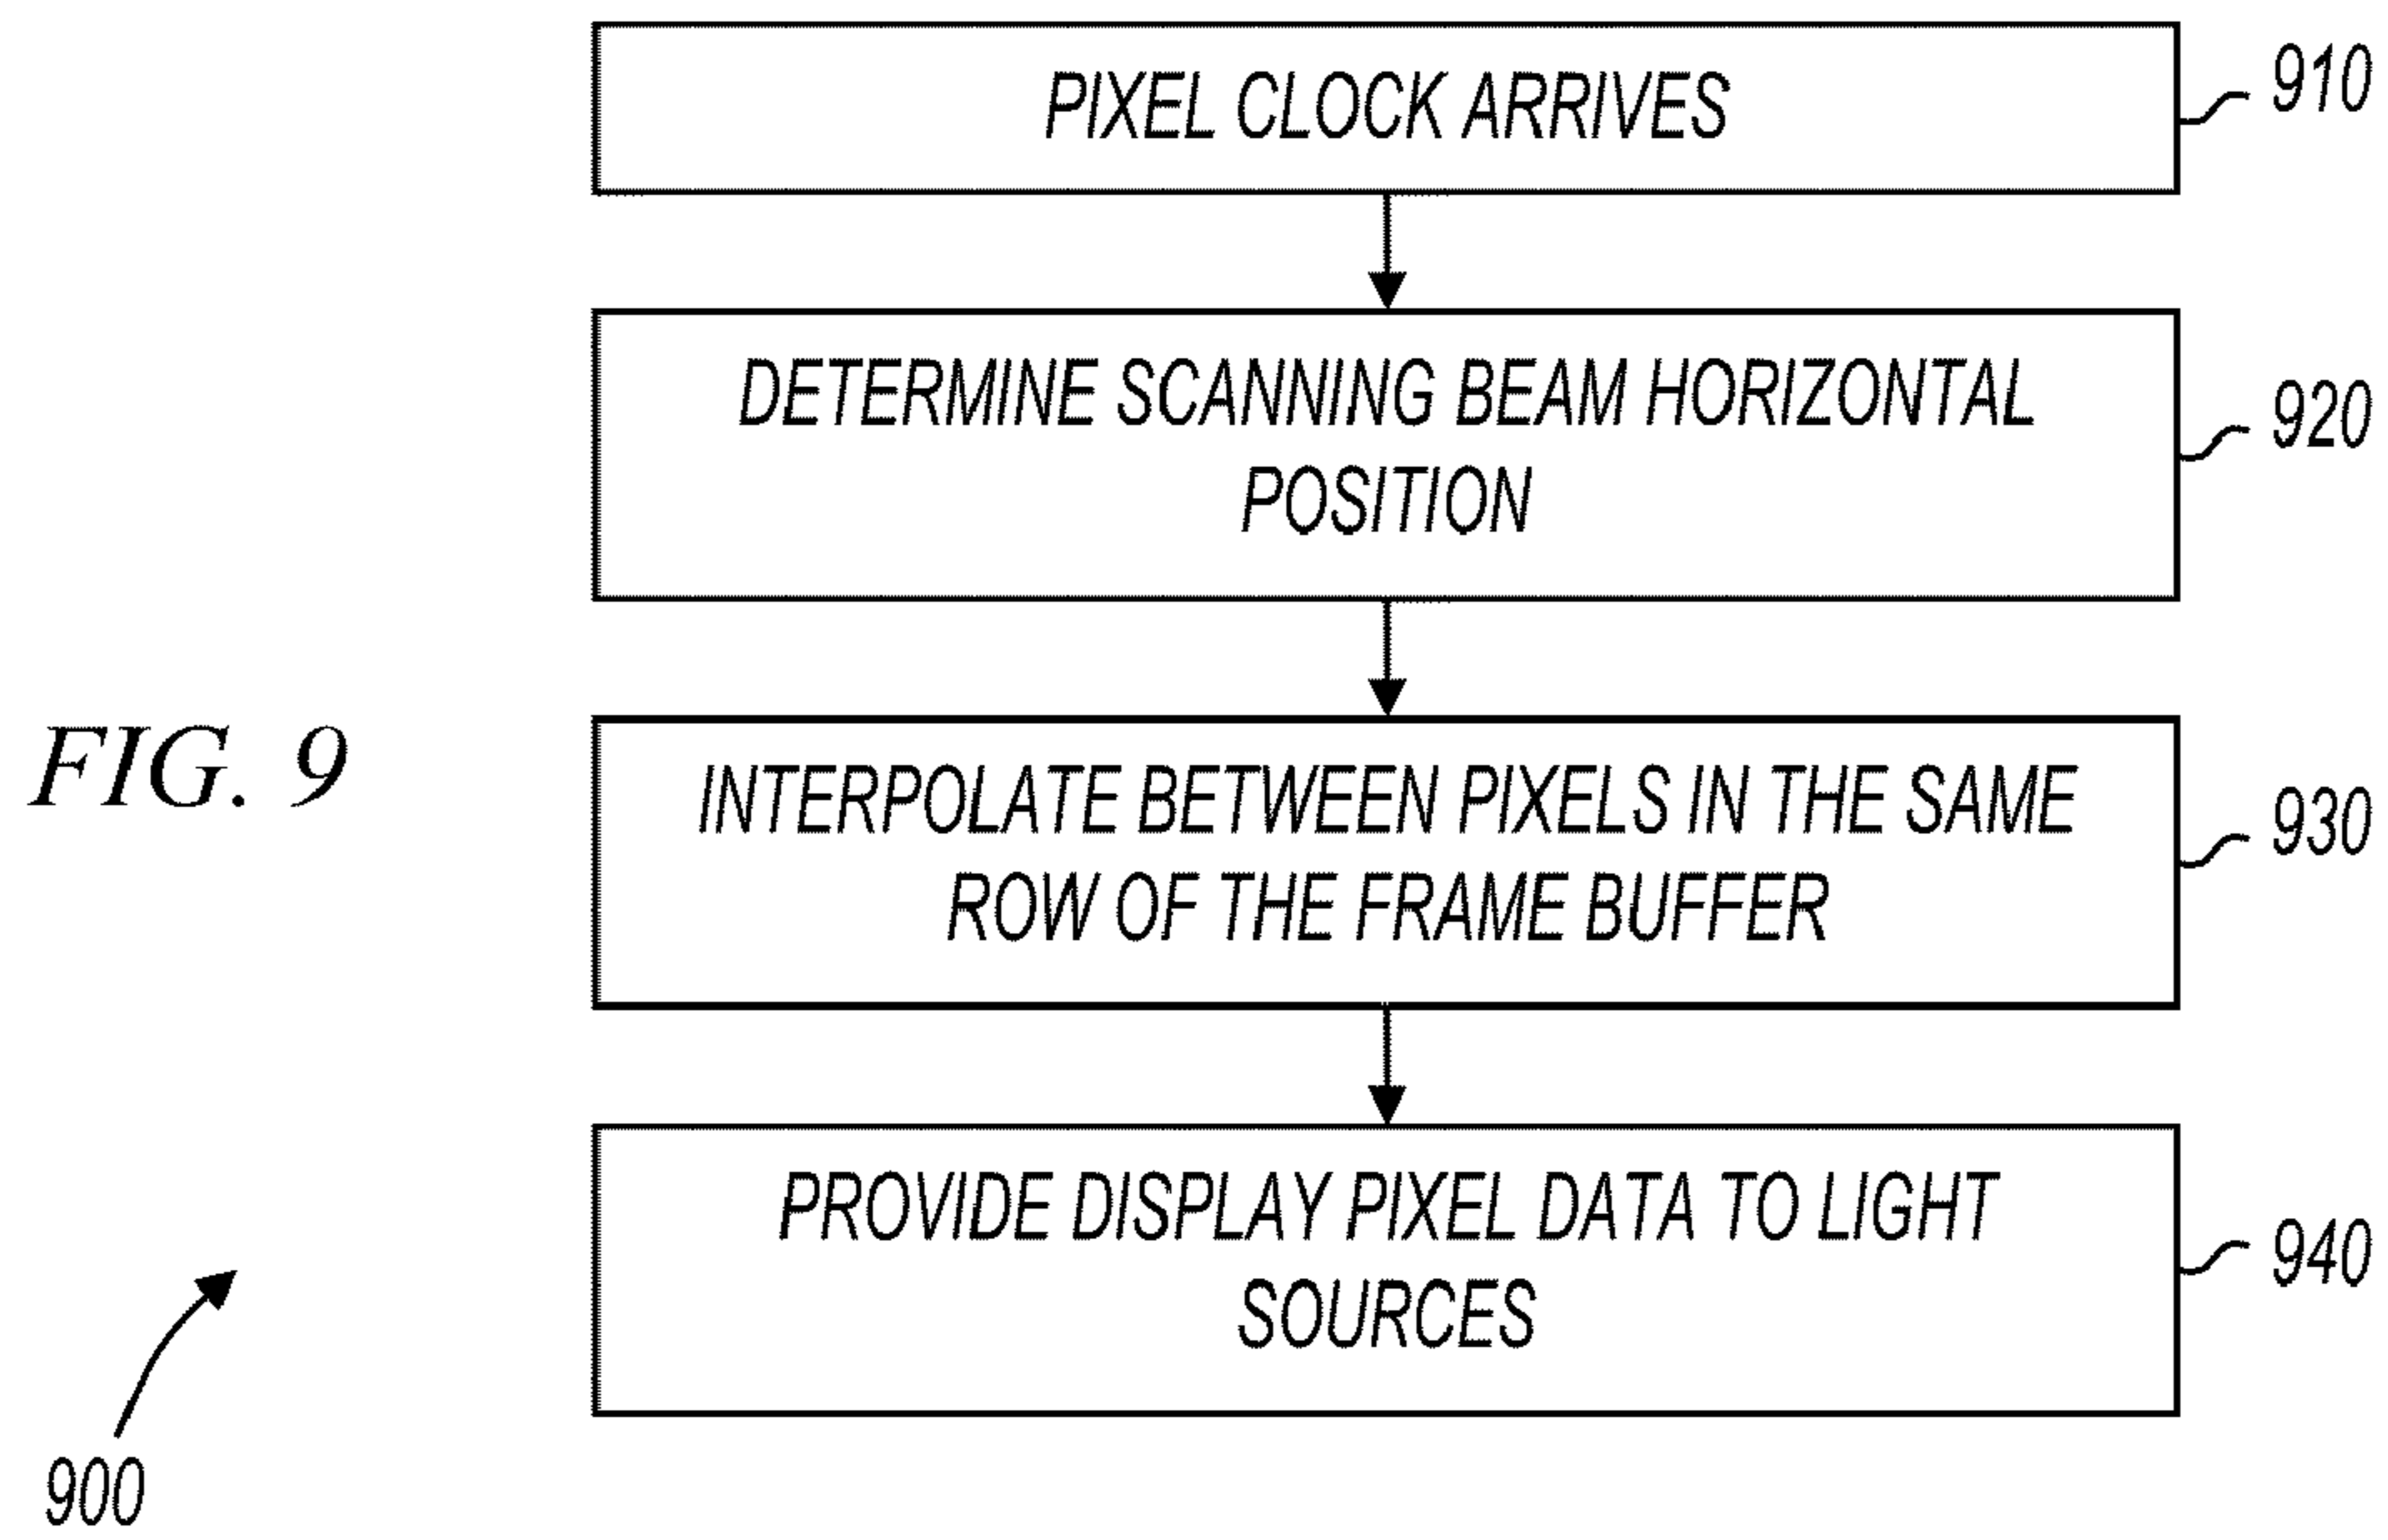 PIXEL CLOCK ARRIVES
910
DETERMINE SCANNING BEAM HORIZONTAL
POSITION
920
INTERPOLATE BETWEEN PIXELS IN THE SAME
ROW OF THE FRAME BUFFER
930
FIG. 9
PROVIDE DISPLAY PIXEL DATA TO LIGHT
SOURCES
940
900